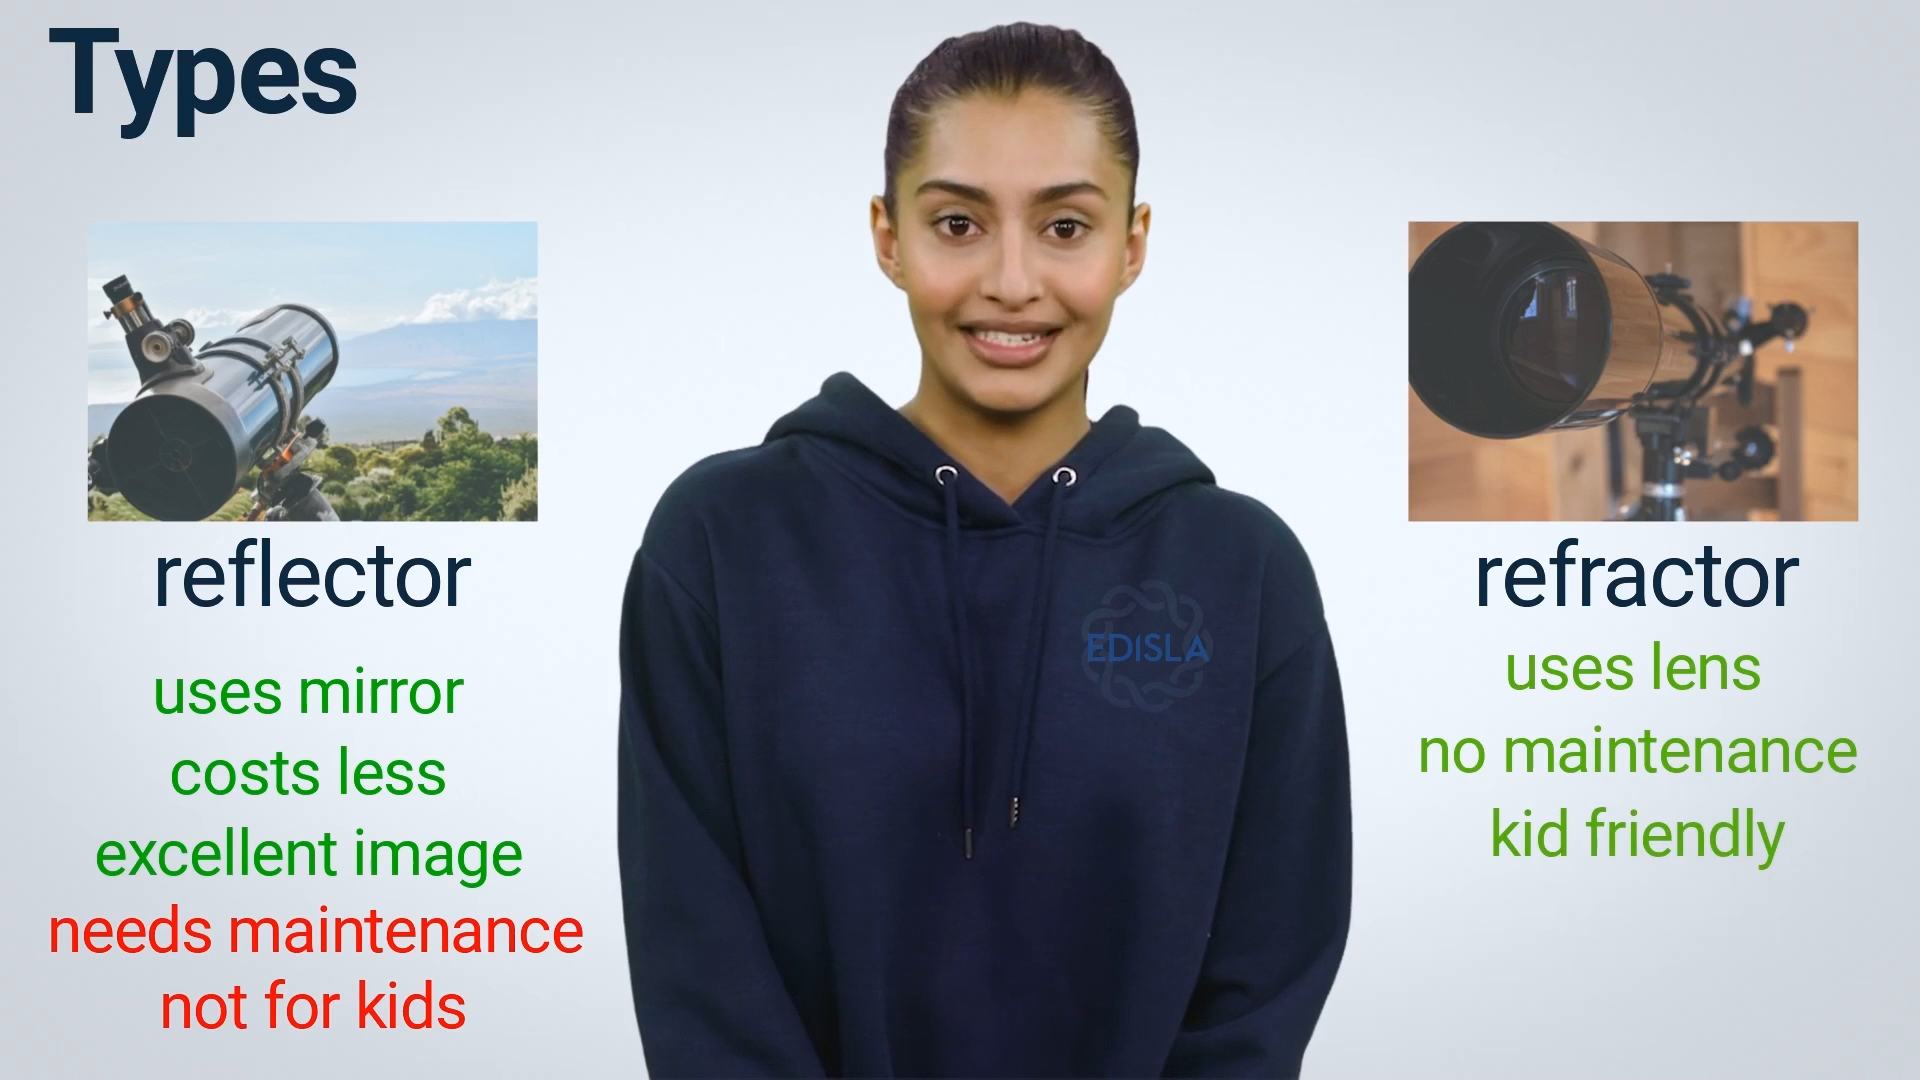 Types
reflector
uses mirror
costs less
excellent image
needs maintenance
not for kids
EDISLA
refractor
uses lens
no maintenance
kid friendly